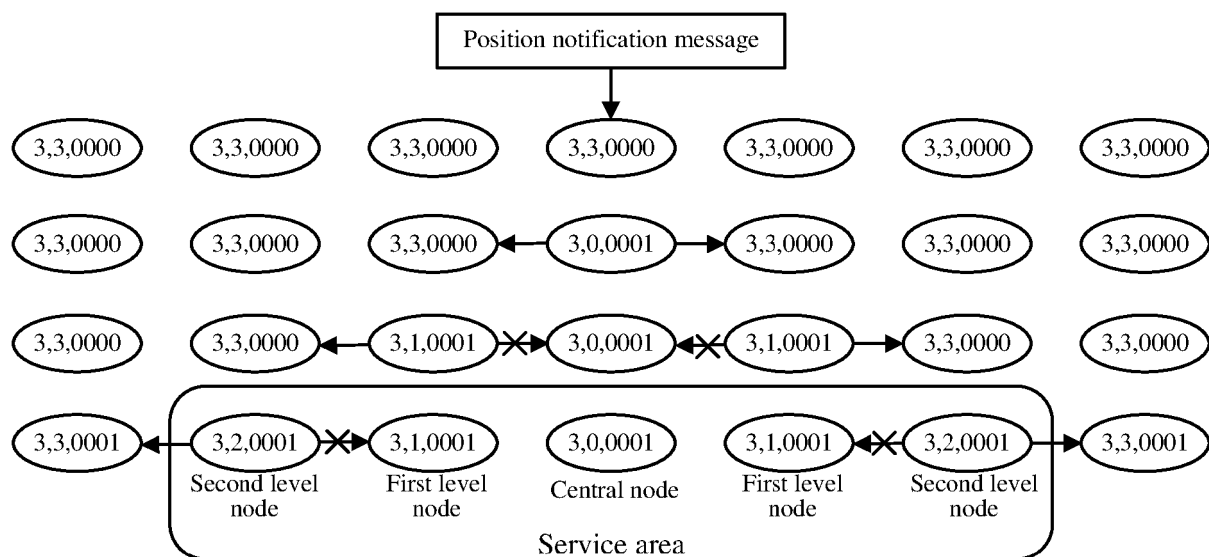 Position notification message
3,3,0000 3,3,0000 3,3,0000 3,3,0000 3,3,0000 3,3,0000 3,3,0000
3,3,0000 3,3,0000 3,3,0000 3,0,0001 3,3,0000 3,3,0000 3,3,0000
3,3,0000 3,3,0000 3,1,0001 3,0,0001 3,1,0001 3,3,0000 3,3,0000
3,3,0001 3,2,0001 3,1,0001 3,0,0001 3,1,0001 3,2,0001 3,3,0001
Second level First level Central node First level Second level
node node node node
Service area